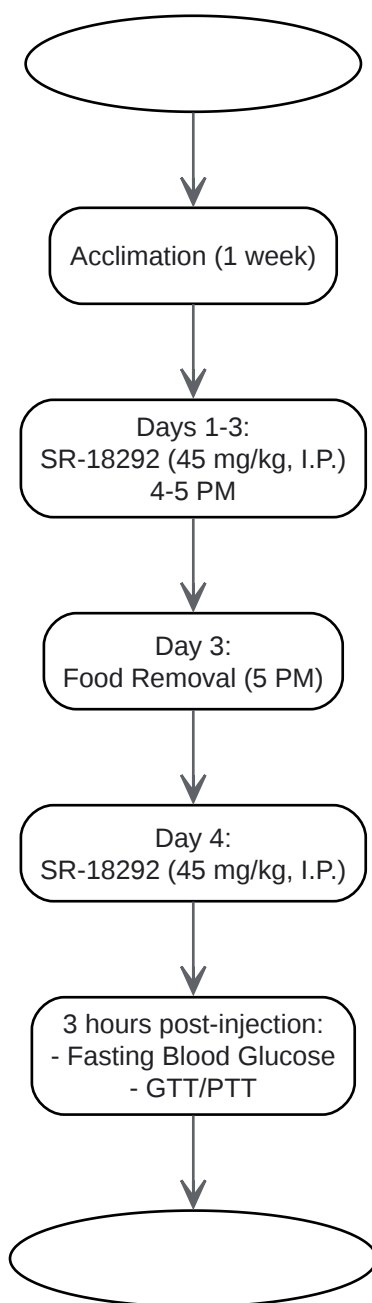 Acclimation (1 week)
Days 1-3:
SR-18292 (45 mg/kg, I.P.)
4-5 PM
Day 3:
Food Removal (5 PM)
Day 4:
SR-18292 (45 mg/kg, I.P.)
3 hours post-injection:
- Fasting Blood Glucose
- GTT/PTT